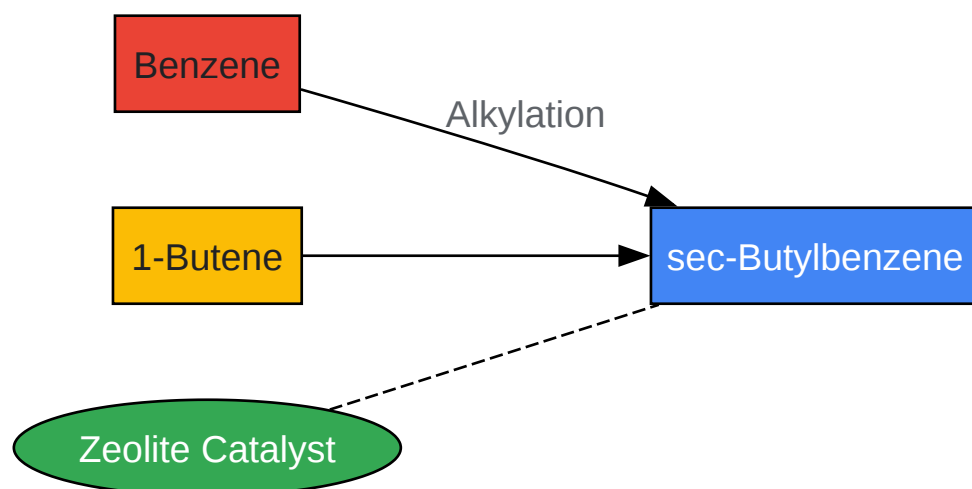 Benzene
Alkylation
1-Butene
sec-Butylbenzene
Zeolite Catalyst